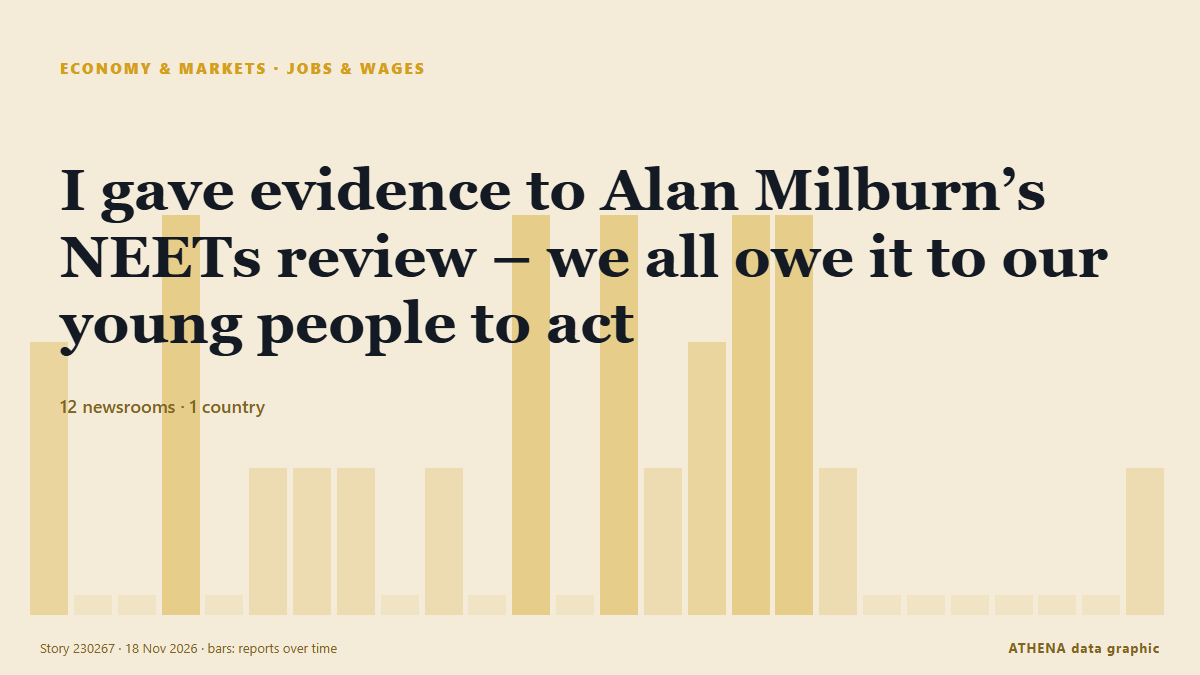 ECONOMY & MARKETS · JOBS & WAGES
I gave evidence to Alan Milburn’s
NEETs review – we all owe it to our
young people to act
12 newsrooms · 1 country
Story 230267 · 18 Nov 2026 · bars: reports over time
ATHENA data graphic